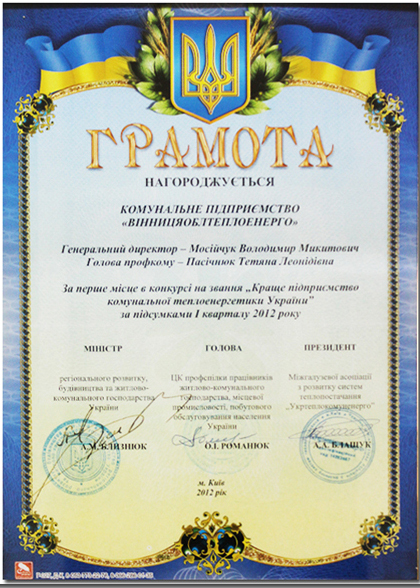 ГРАМОТА
НАГОРОДЖУЄТЬСЯ
КОМУНАЛЬНЕ ПІДПРИЄМСТВО
«ВІННИЦЯОБЛТЕПЛОЕНЕРГО»
Генеральний директор – Мосійчук Володимир Микитович
Голова профкому – Пасічнюк Тетяна Леонідівна
За перше місце в конкурсі на звання „Краще підприємство
комунальної теплоенергетики України”
за підсумками І кварталу 2012 року
МІНІСТР
регіонального розвитку,
будівництва та житлово-
комунального господарства
України
БЛИЗНЮК
ГОЛОВА
ЦК профспілки працівників
житлово-комунального
господарства, місцевої
промисловості, побутового
обслуговування населення
України
О.І. РОМАНЮК
ПРЕЗИДЕНТ
Міжгалузевої асоціації
з розвитку систем
теплопостачання
„Укртеплокомуненерго”
А.А. ВЛАЩУК
м. Київ
2012 рік